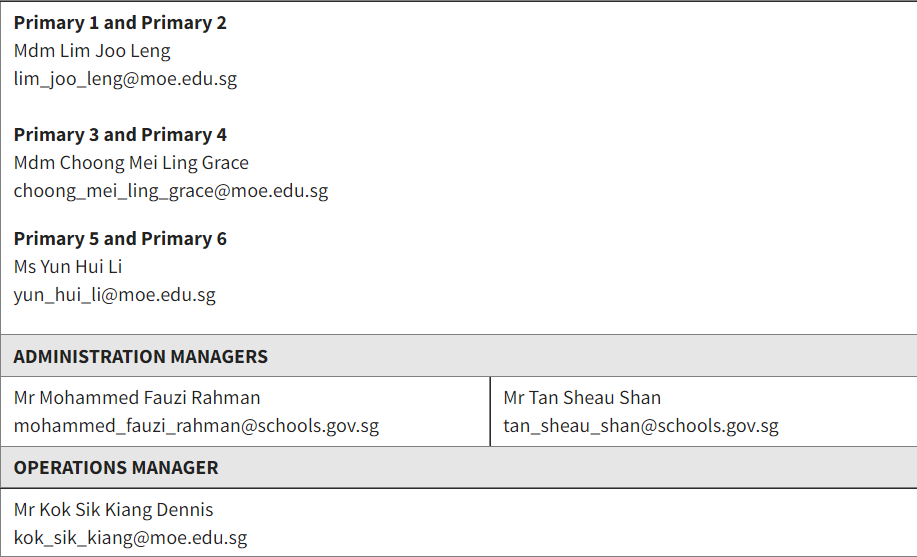 Primary 1 and Primary 2
Mdm Lim Joo Leng
lim_joo_leng@moe.edu.sg
Primary 3 and Primary 4
Mdm Choong Mei Ling Grace
choong_mei_ling_grace@moe.edu.sg
Primary 5 and Primary 6
Ms Yun Hui Li
yun_hui_li@moe.edu.sg
ADMINISTRATION MANAGERS
Mr Mohammed Fauzi Rahman
mohammed_fauzi_rahman@schools.gov.sg
Mr Tan Sheau Shan
tan_sheau_shan@schools.gov.sg
OPERATIONS MANAGER
Mr Kok Sik Kiang Dennis
kok_sik_kiang@moe.edu.sg